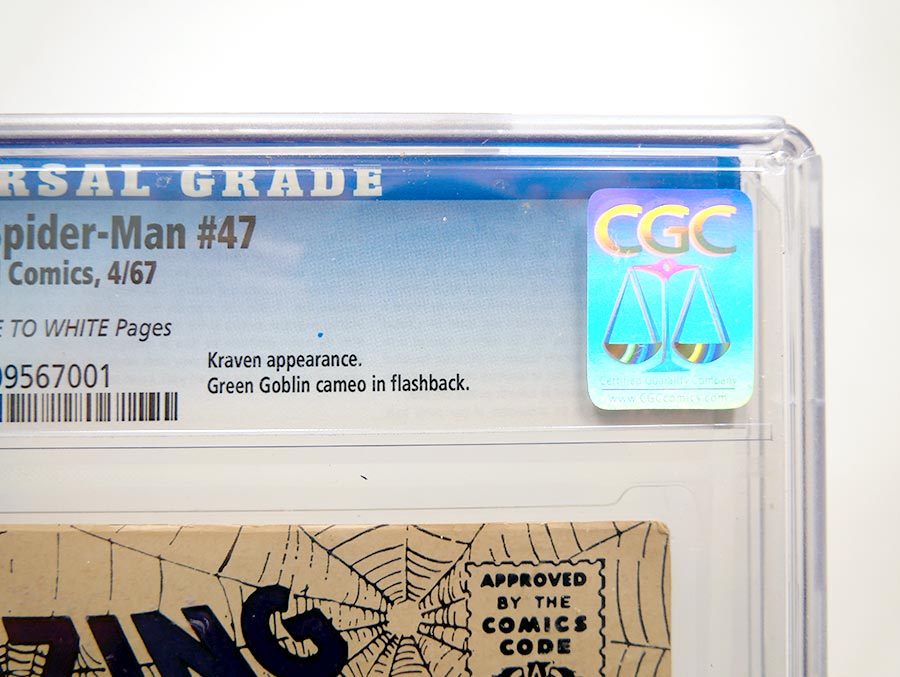 RSAL GRADE
Spider-Man #47
Comics, 4/67
E TO WHITE Pages
09567001
Kraven appearance.
Green Goblin cameo in flashback.
CGC
Certified Guaranty Company
www.CGCcomics.com
ZING
APPROVED
BY THE
COMICS
CODE